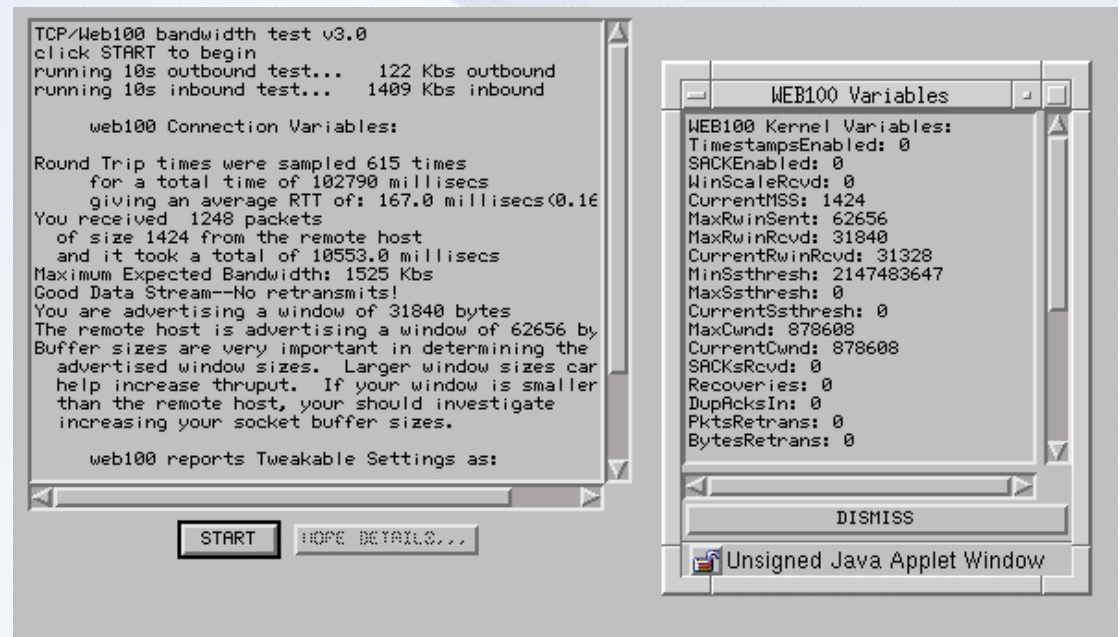 TCP/Web100 bandwidth test v3.0
click START to begin
running 10s outbound test... 122 Kbs outbound
running 10s inbound test... 1409 Kbs inbound
web100 Connection Variables:
Round Trip times were sampled 615 times
for a total time of 102790 millisecs
giving an average RTT of: 167.0 millisecs(0.16
You received 1248 packets
of size 1424 from the remote host
and it took a total of 10553.0 millisecs
Maximum Expected Bandwidth: 1525 Kbs
Good Data Stream--No retransmits!
You are advertising a window of 31840 bytes
The remote host is advertising a window of 62656 by
Buffer sizes are very important in determining the
advertised window sizes. Larger window sizes car
help increase thruput. If your window is smaller
than the remote host, your should investigate
increasing your socket buffer sizes.
web100 reports Tweakable Settings as:
START
MORE DETAILS...
WEB100 Variables
WEB100 Kernel Variables:
TimestampsEnabled: 0
SACKEnabled: 0
WinScaleRcvd: 0
CurrentMSS: 1424
MaxRwinSent: 62656
MaxRwinRcvd: 31840
CurrentRwinRcvd: 31328
MinSsthresh: 2147483647
MaxSsthresh: 0
CurrentSsthresh: 0
MaxCwnd: 878608
CurrentCwnd: 878608
SACKsRcvd: 0
Recoveries: 0
DupAcksIn: 0
PktsRetrans: 0
BytesRetrans: 0
DISMISS
Unsigned Java Applet Window